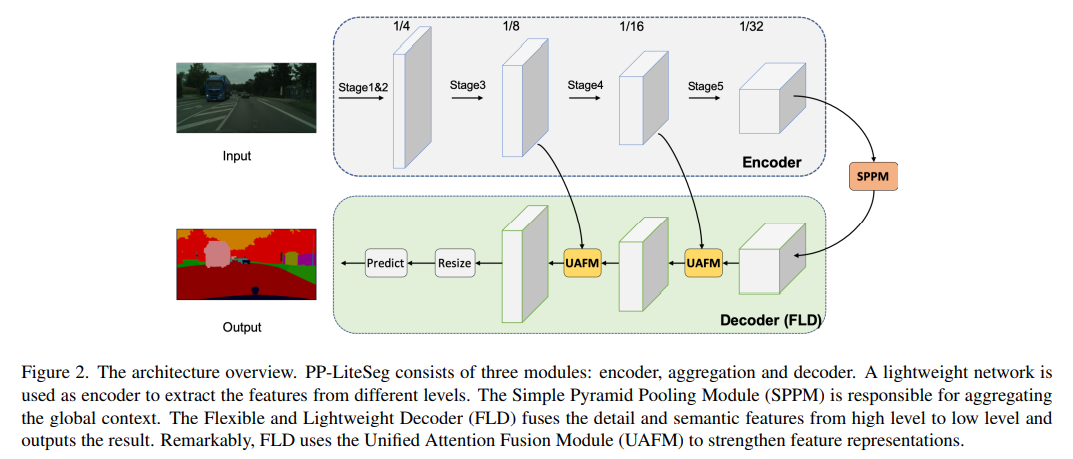 1/4
1/8
1/16
1/32
Stage1&2
Stage3
Stage4
Stage5
Input
Encoder
SPPM
Predict
Resize
UAFM
UAFM
Output
Decoder (FLD)
Figure 2. The architecture overview. PP-LiteSeg consists of three modules: encoder, aggregation and decoder. A lightweight network is
used as encoder to extract the features from different levels. The Simple Pyramid Pooling Module (SPPM) is responsible for aggregating
the global context. The Flexible and Lightweight Decoder (FLD) fuses the detail and semantic features from high level to low level and
outputs the result. Remarkably, FLD uses the Unified Attention Fusion Module (UAFM) to strengthen feature representations.